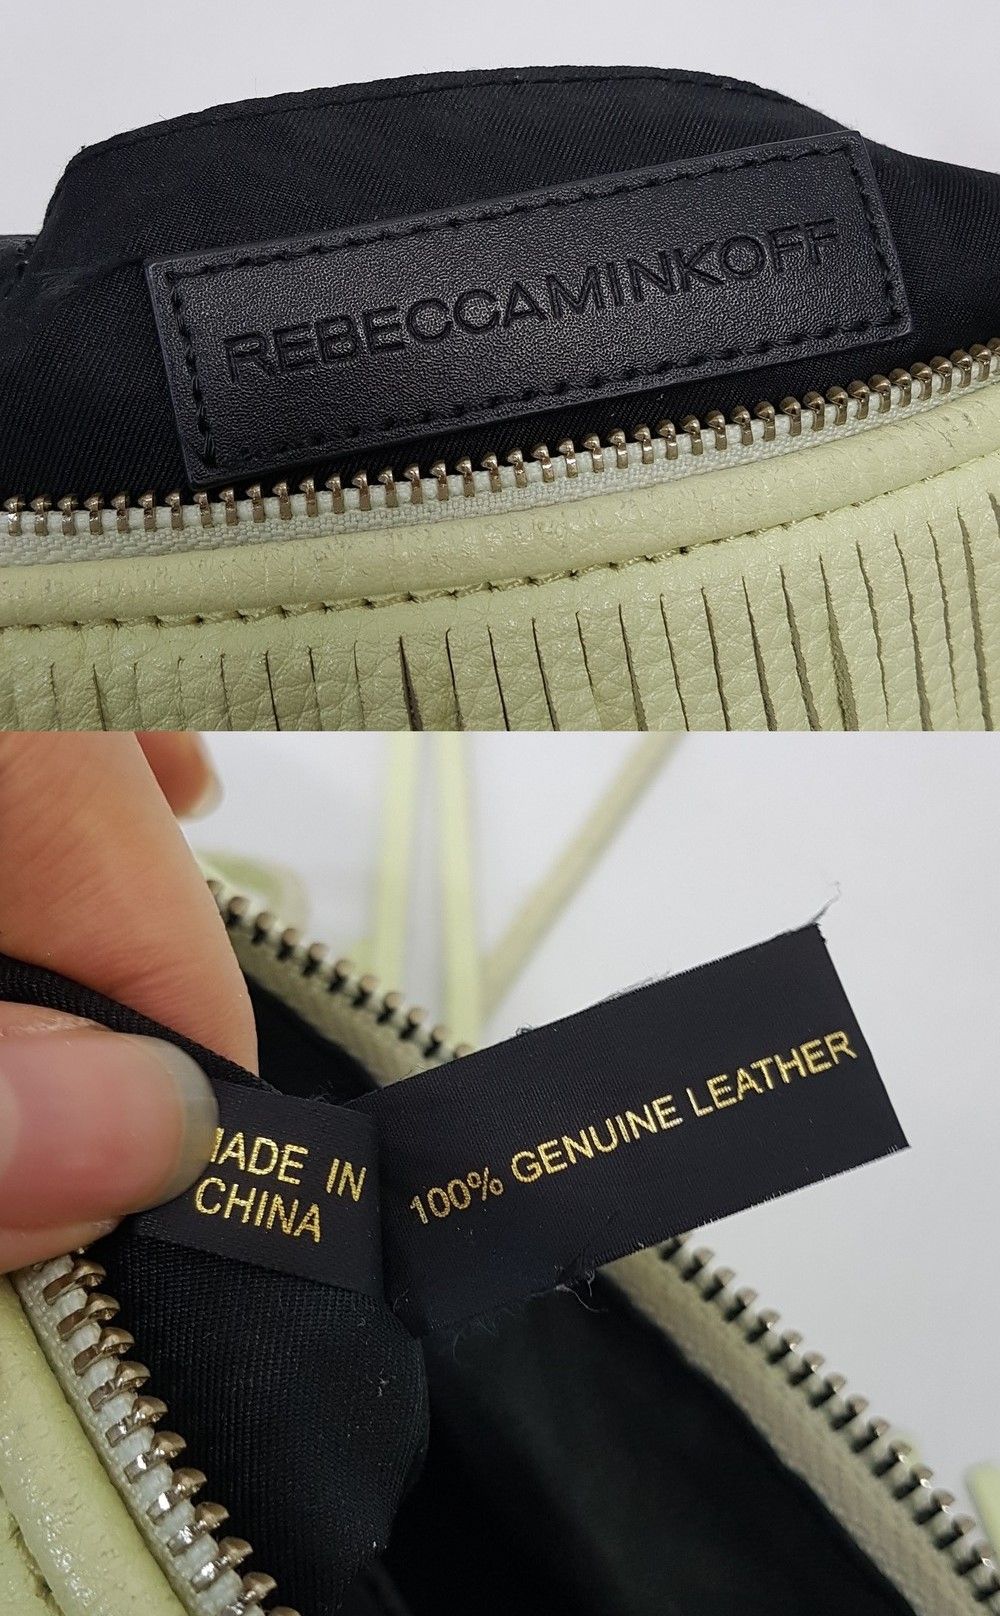 REBECCAMINKOFF
MADE IN
CHINA
100% GENUINE LEATHER